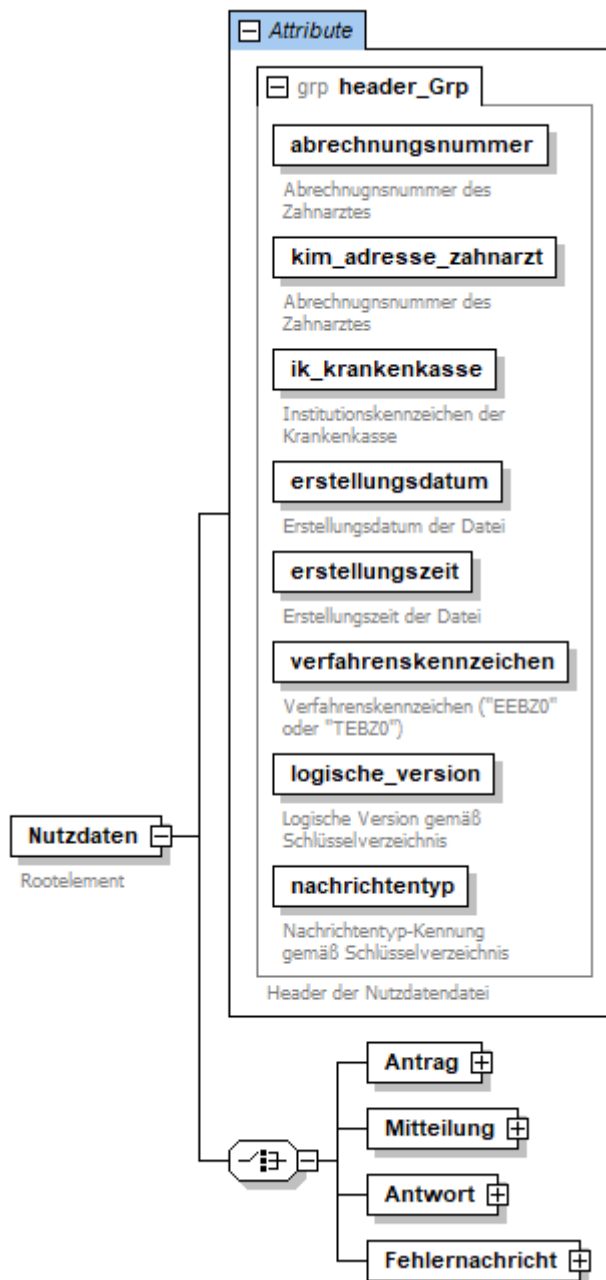 Attribute
grp header_Grp
abrechnungsnummer
Abrechnugnsnummer des
Zahnarztes
kim_adresse_zahnarzt
Abrechnugnsnummer des
Zahnarztes
ik_krankenkasse
Institutionskennzeichen der
Krankenkasse
erstellungsdatum
Erstellungsdatum der Datei
erstellungszeit
Erstellungszeit der Datei
verfahrenskennzeichen
Verfahrenskennzeichen ("EEBZ0"
oder "TEBZ0")
logische_version
Logische Version gemäß
Schlüsselverzeichnis
nachrichtentyp
Nachrichtentyp-Kennung
gemäß Schlüsselverzeichnis
Header der Nutzdatendatei
Nutzdaten
Rootelement
Antrag
Mitteilung
Antwort
Fehlernachricht